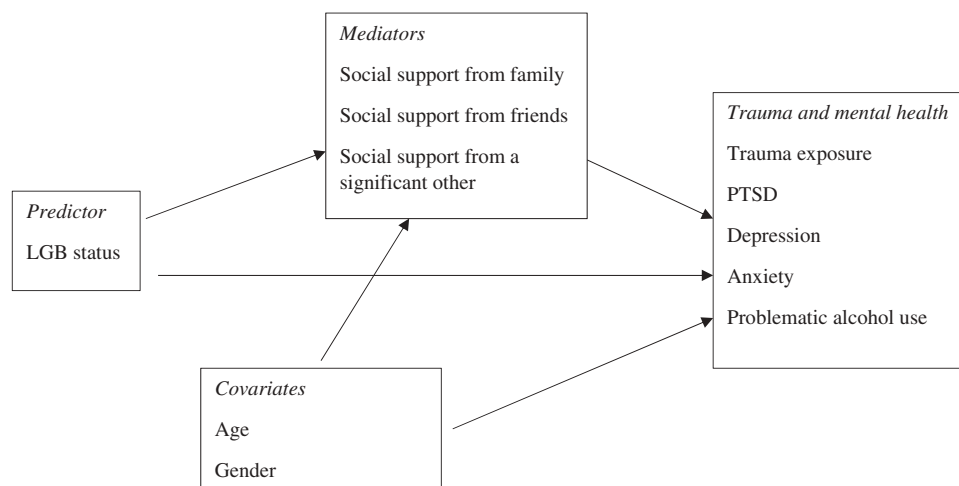 Mediators
Social support from family
Social support from friends
Social support from a
significant other
Trauma and mental health
Trauma exposure
PTSD
Depression
Anxiety
Problematic alcohol use
Predictor
LGB status
Covariates
Age
Gender